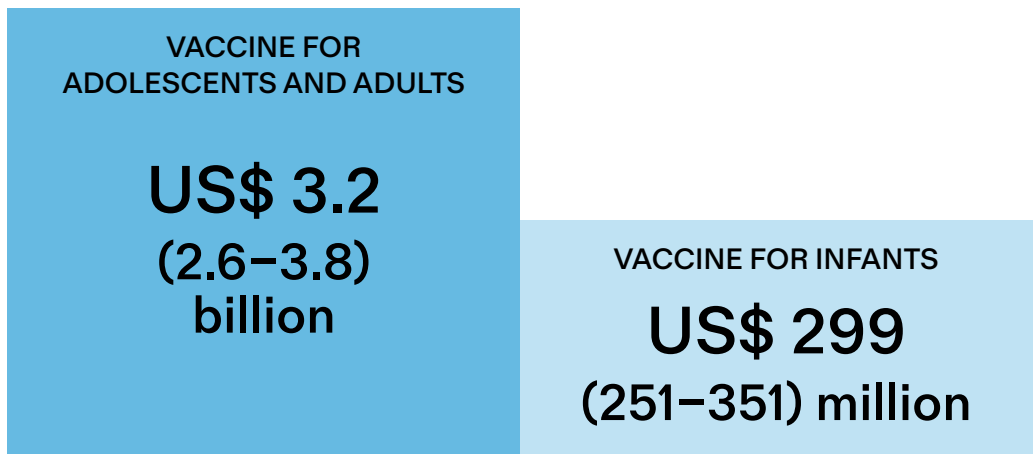 VACCINE FOR
ADOLESCENTS AND ADULTS
US$ 3.2
(2.6–3.8)
billion
VACCINE FOR INFANTS
US$ 299
(251–351) million